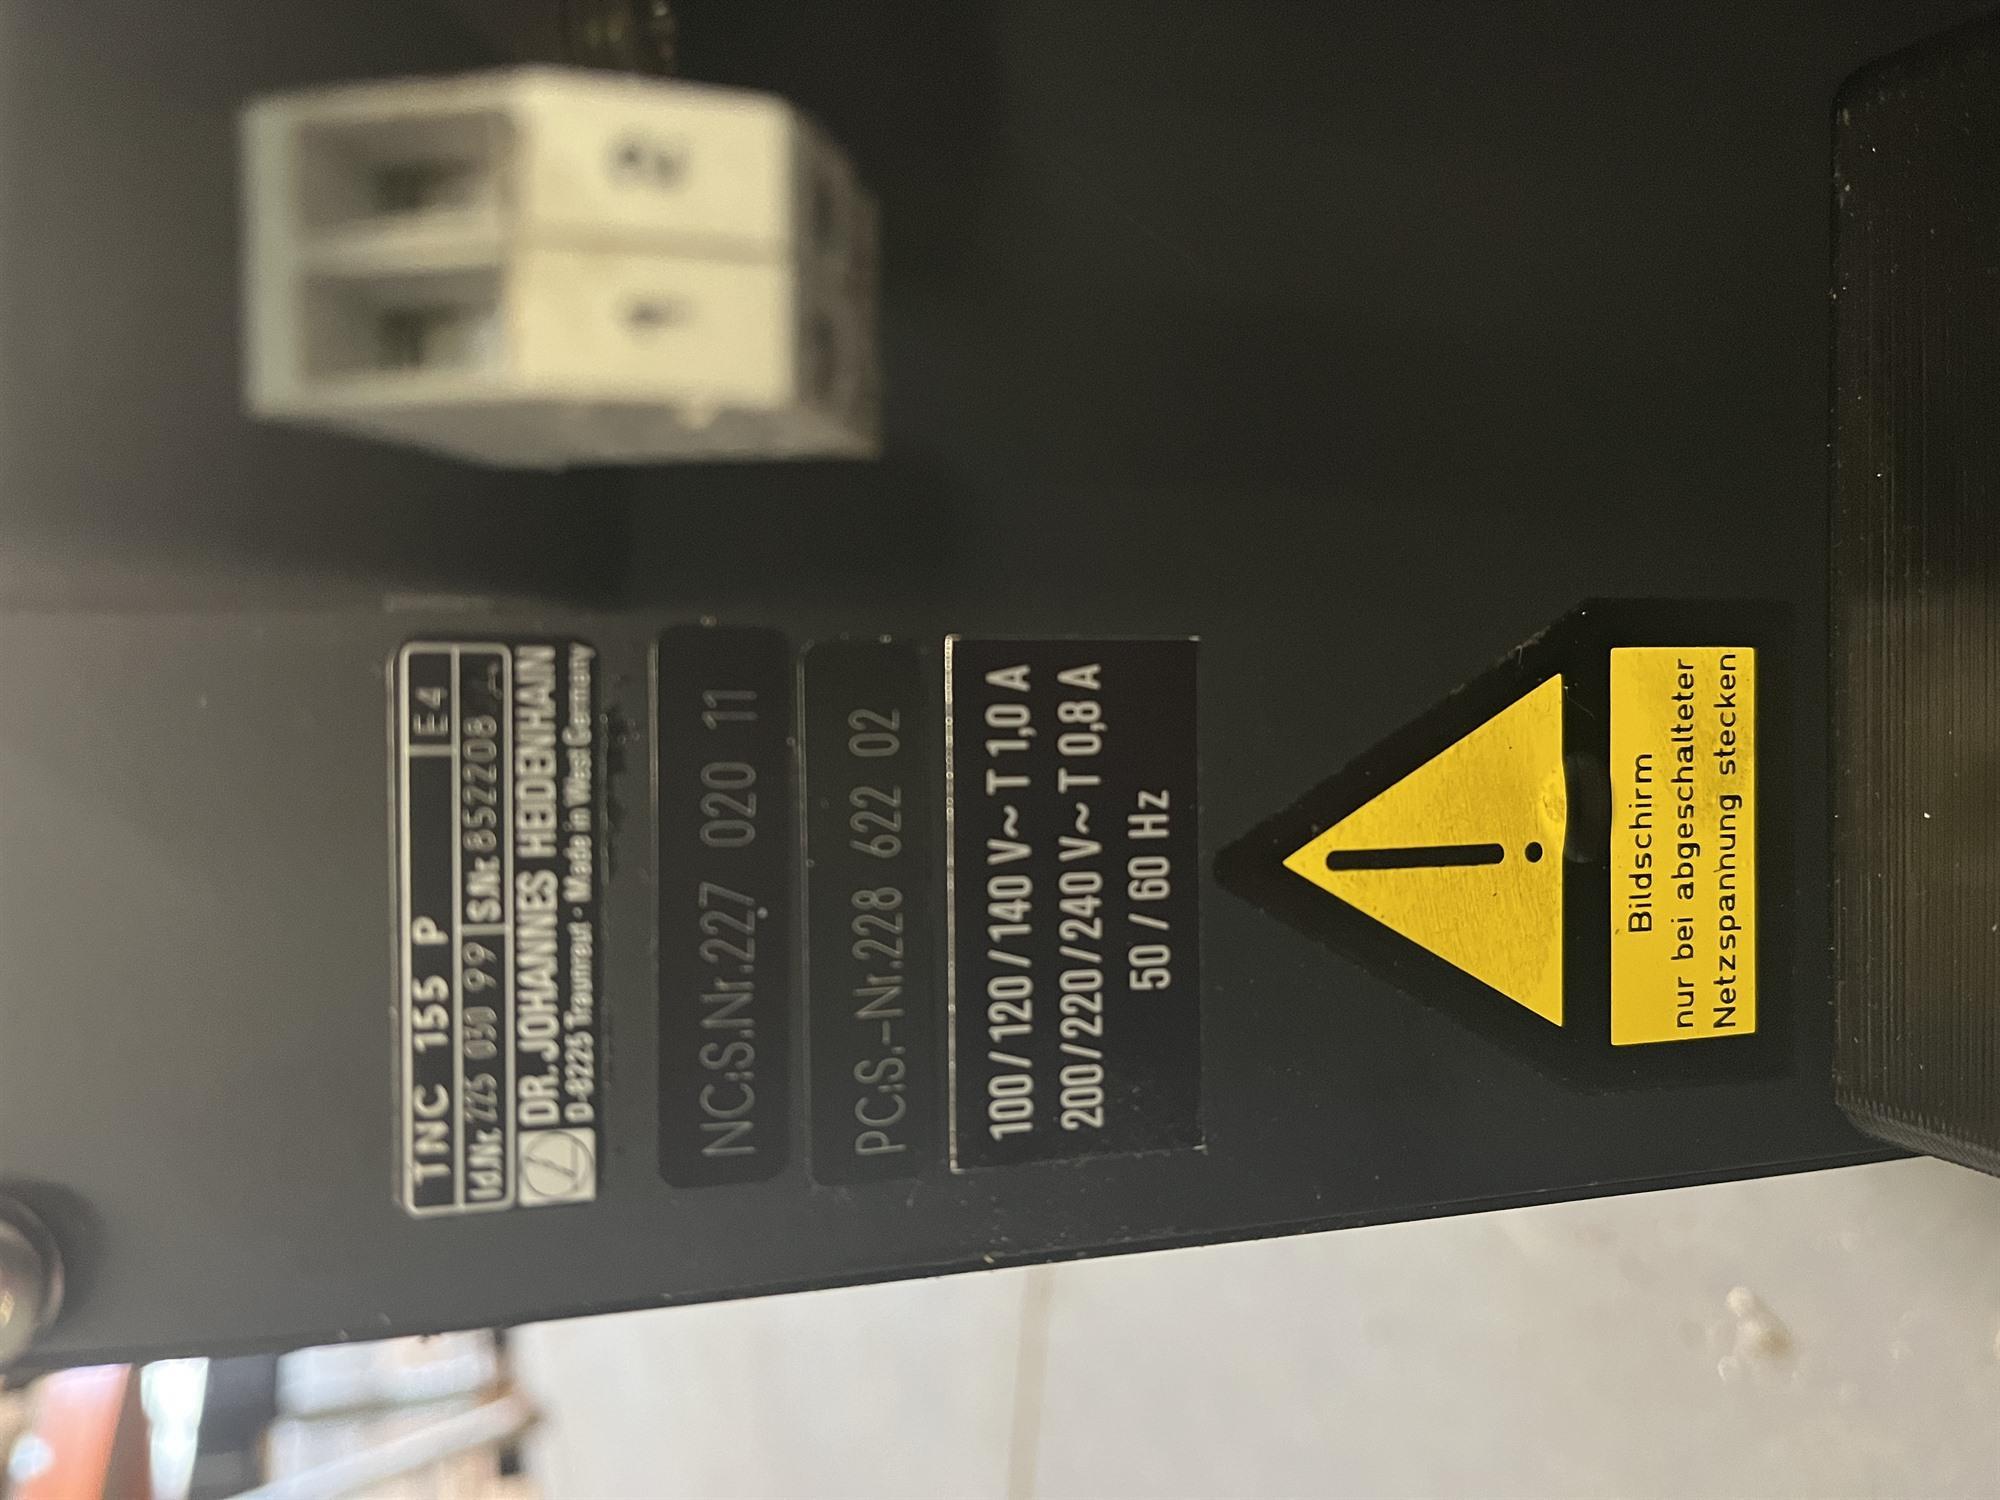 TNC 155 P E4
Id.Nr. 225 030 99 S.Nr. 852208 A
DR. JOHANNES HEIDENHAIN
D-8225 Traunreut · Made in West Germany
NC.S.Nr. 227 020 11
PC.S.-Nr. 228 622 02
100/120/140 V~ T 1,0 A
200/220/240 V~ T 0,8 A
50/60 Hz
Bildschirm
nur bei abgeschalteter
Netzspannung stecken
1
2